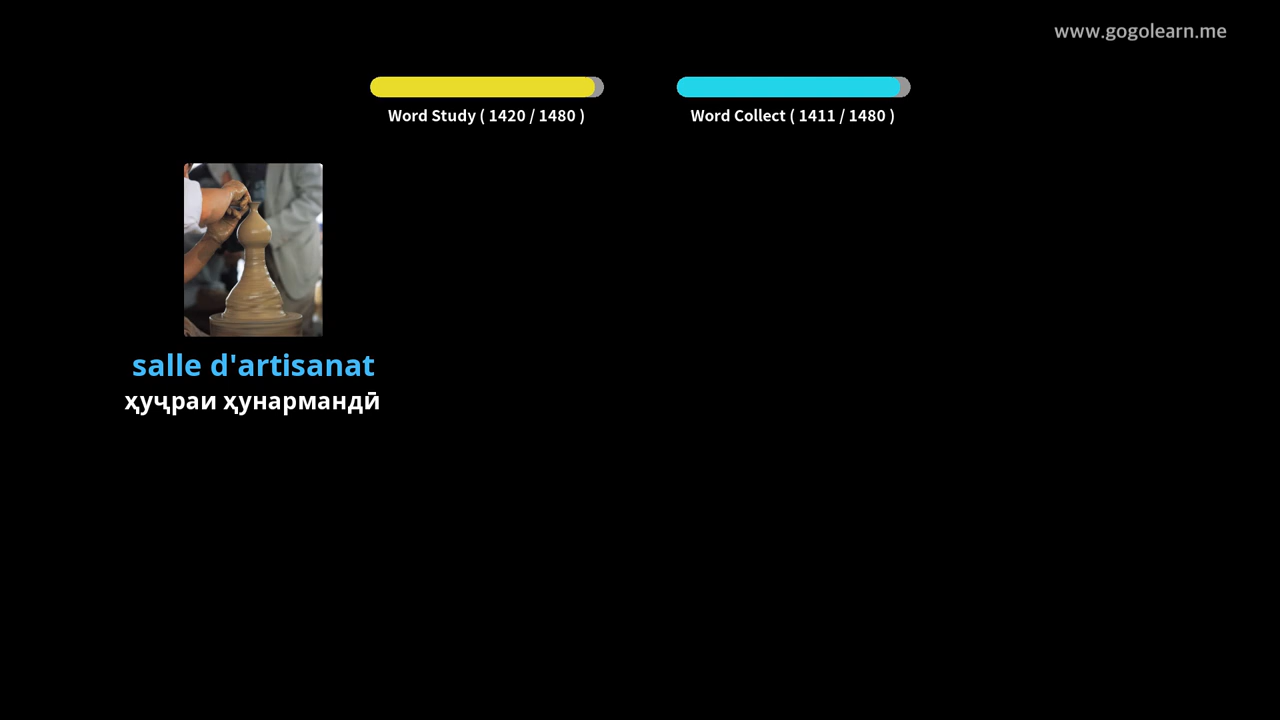 www.gogolearn.me
Word Study ( 1420 / 1480 )
Word Collect ( 1411 / 1480 )
salle d'artisanat
ҳуҷраи ҳунармандӣ